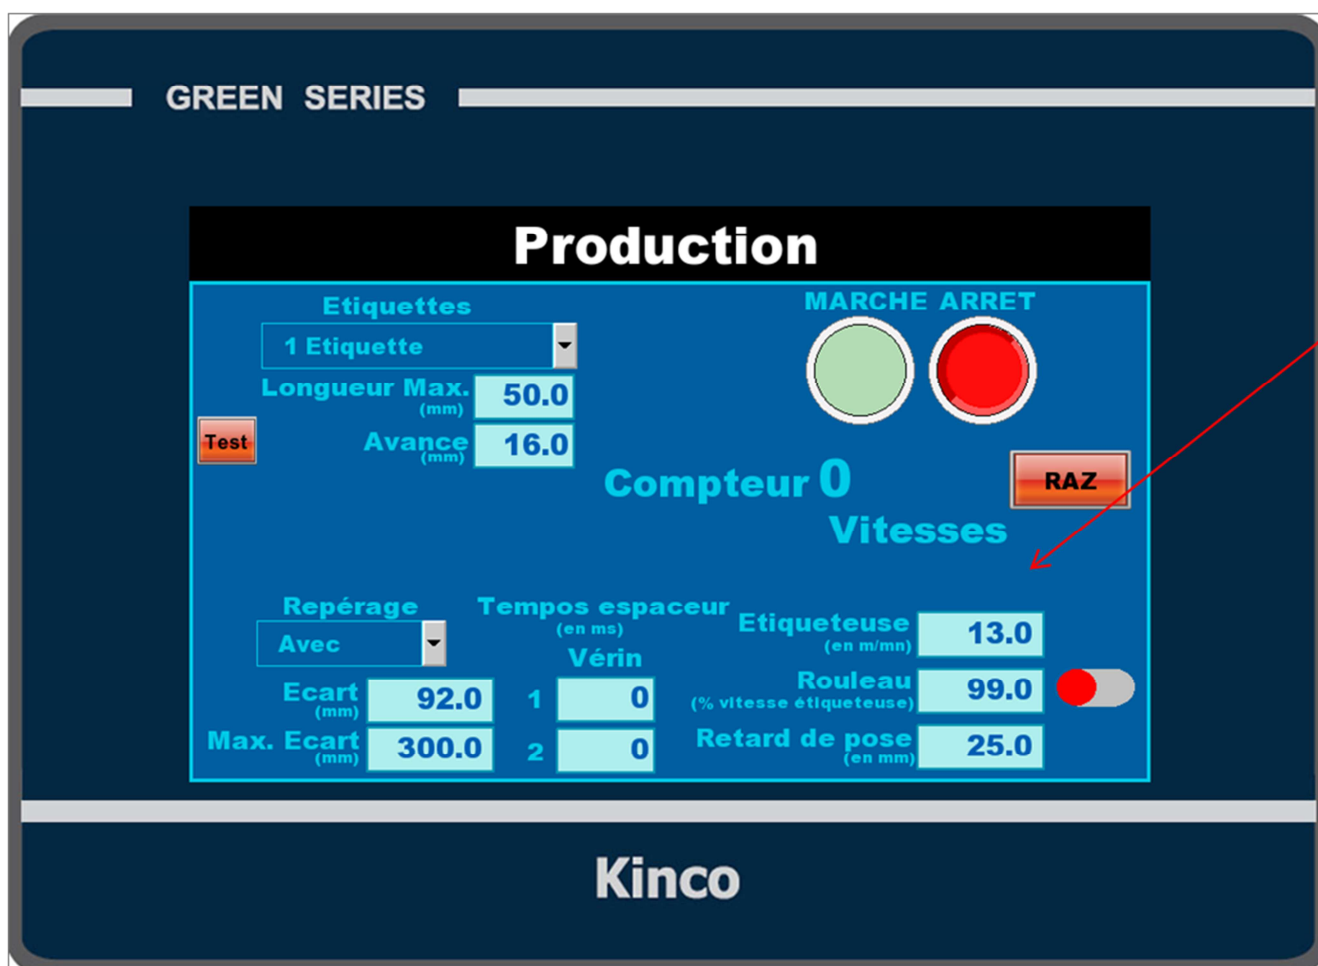 GREEN SERIES
Production
Etiquettes
1 Etiquette
Longueur Max.
(mm)
50.0
Test
Avance
(mm)
16.0
MARCHE ARRET
Compteur 0
RAZ
Vitesses
Repérage
Avec
Ecart
(mm)
92.0
Max. Ecart
(mm)
300.0
Tempos espaceur
(en ms)
Vérin
1 0
2 0
Etiqueteuse
(en m/mn)
13.0
Rouleau
(% vitesse étiqueteuse)
99.0
Retard de pose
(en mm)
25.0
Kinco